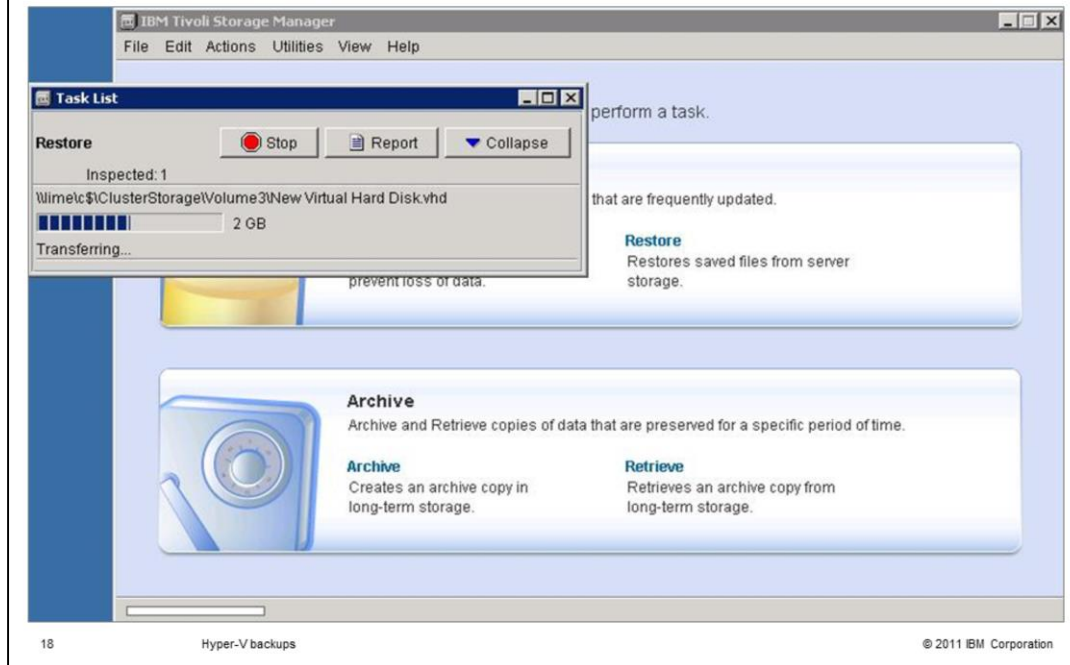 IBM Tivoli Storage Manager
File Edit Actions Utilities View Help
Task List
Restore Stop Report Collapse
Inspected: 1
\\lime\c$\ClusterStorage\Volume3\New Virtual Hard Disk.vhd
2 GB
Transferring...
perform a task.
that are frequently updated.
Restore
Restores saved files from server
storage.
prevent loss of data.
Archive
Archive and Retrieve copies of data that are preserved for a specific period of time.
Archive
Creates an archive copy in
long-term storage.
Retrieve
Retrieves an archive copy from
long-term storage.
18 Hyper-V backups © 2011 IBM Corporation